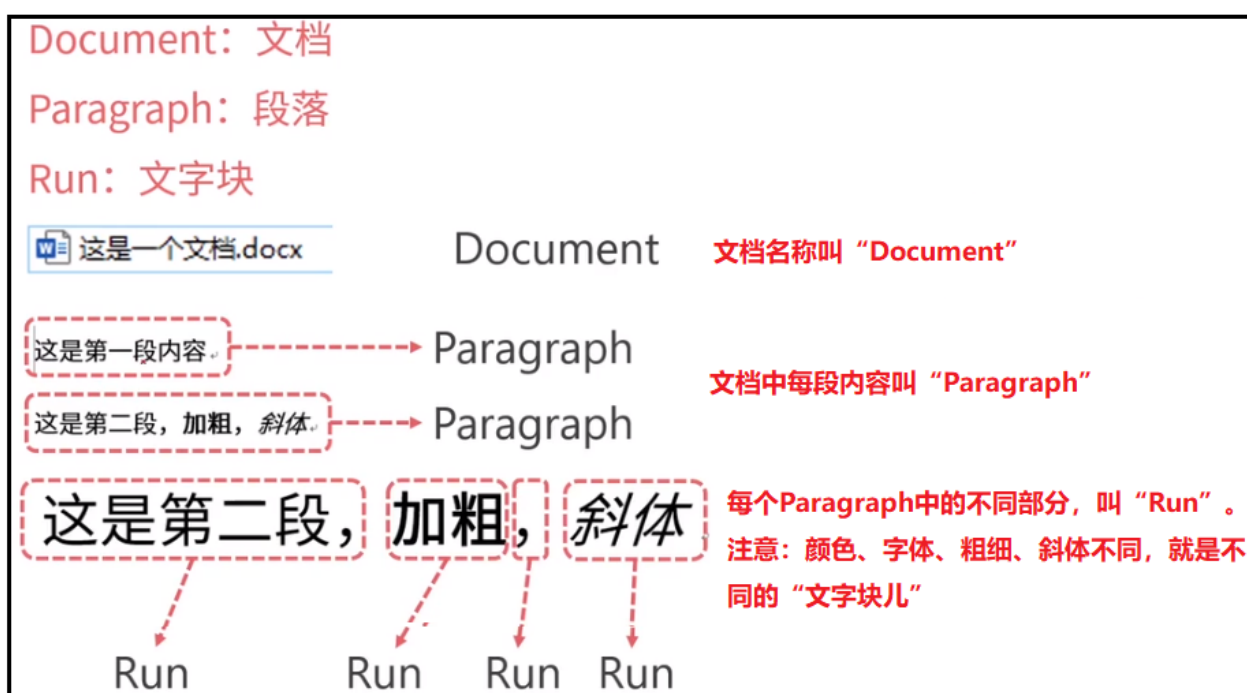 Document：文档
Paragraph：段落
Run：文字块
这是一个文档.docx
Document
文档名称叫“Document”
这是第一段内容
Paragraph
文档中每段内容叫“Paragraph”
这是第二段，加粗，斜体
Paragraph
这是第二段，加粗，斜体
每个Paragraph中的不同部分，叫“Run”。
注意：颜色、字体、粗细、斜体不同，就是不
同的“文字块儿”
Run Run Run Run